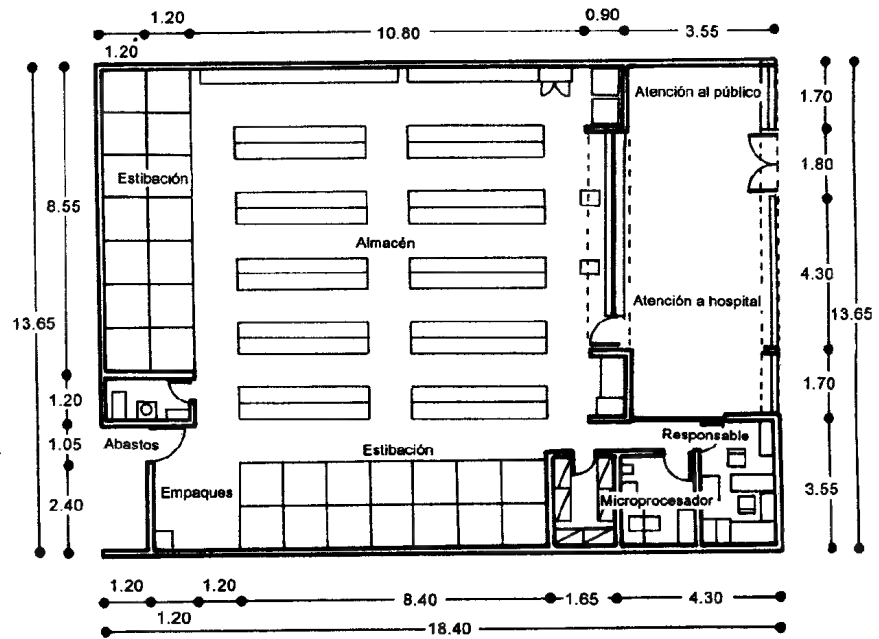 1.20
10.80
0.90
3.55
1.20
Atención al público
1.70
1.80
Estibación
8.55
Almacén
4.30
Atención a hospital
13.65
13.65
1.70
1.20
Abastos
1.05
Responsable
Estibación
Empaques
Microprocesador
2.40
3.55
1.20
1.20
8.40
1.65
4.30
1.20
18.40